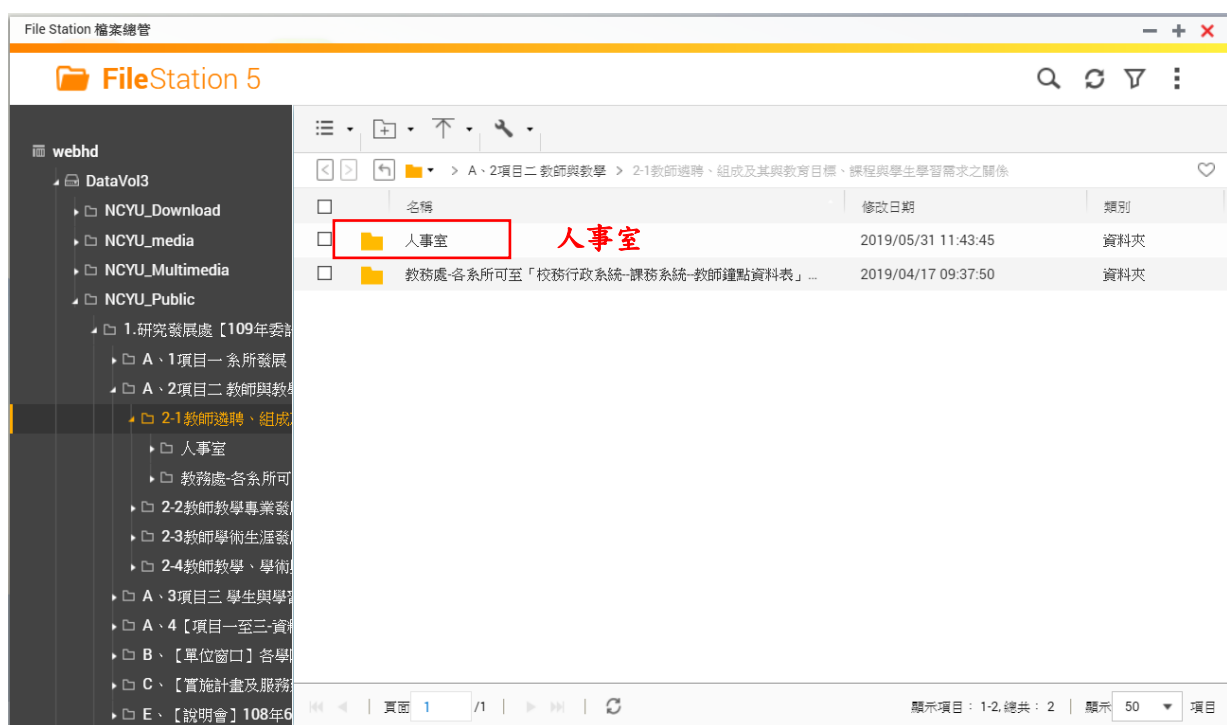 File Station 檔案總管
FileStation 5
webhd
DataVol3
NCYU_Download
NCYU_media
NCYU_Multimedia
NCYU_Public
1.研究發展處【109年委
A、1項目一 系所發展
A、2項目二 教師與教
2-1教師遴聘、組成
人事室
教務處-各系所可
2-2教師教學專業發
2-3教師學術生涯發
2-4教師教學、學術
A、3項目三 學生與學
A、4【項目一至三-資
B、【單位窗口】各學
C、【實施計畫及服務
E、【說明會】108年6
> A、2項目二 教師與教學 > 2-1教師遴聘、組成及其與教育目標、課程與學生學習需求之關係
名稱 修改日期 類別
人事室 人事室 2019/05/31 11:43:45 資料夾
教務處-各系所可至「校務行政系統--課務系統--教師鐘點資料表」... 2019/04/17 09:37:50 資料夾
頁面 1 /1 顯示項目：1-2,總共：2 顯示 50 項目